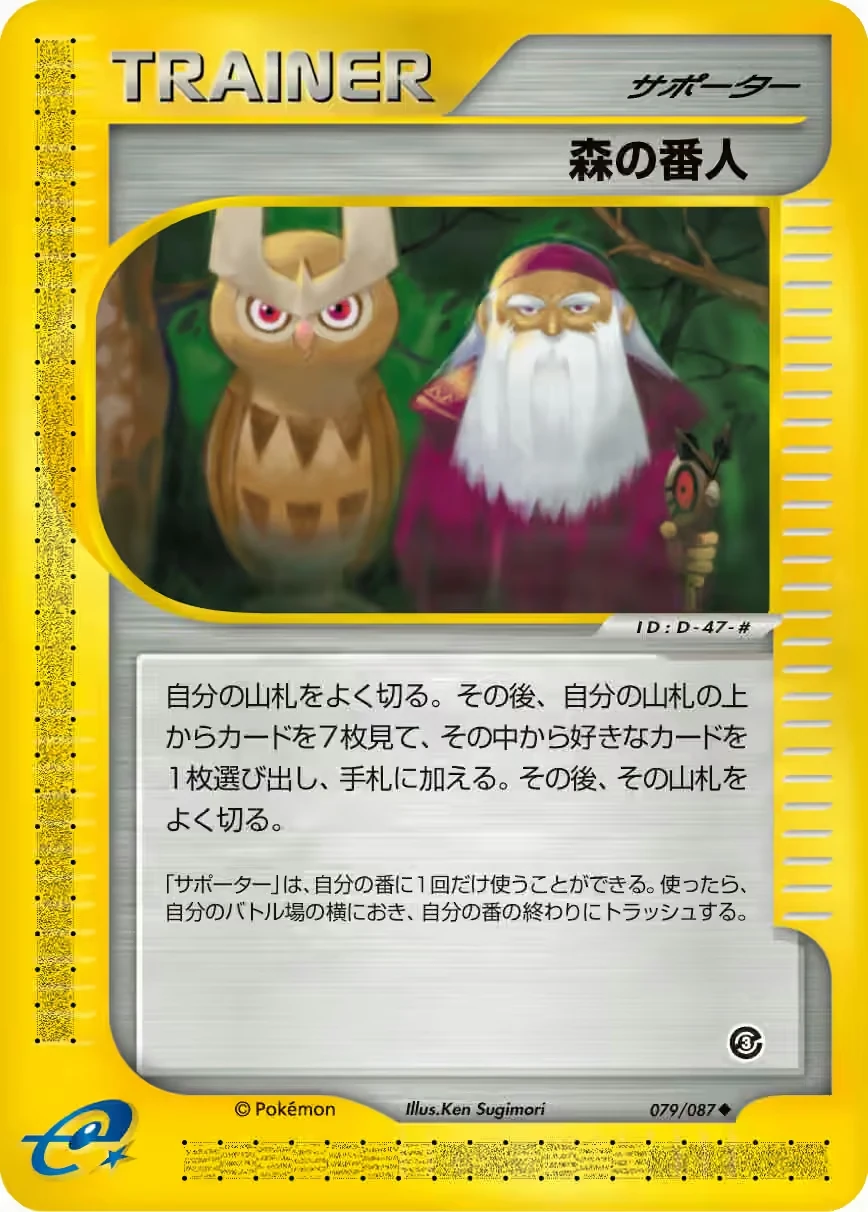 TRAINER
サポーター
森の番人
ID:D-47-#
自分の山札をよく切る。その後、自分の山札の上
からカードを7枚見て、その中から好きなカードを
1枚選び出し、手札に加える。その後、その山札を
よく切る。
「サポーター」は、自分の番に1回だけ使うことができる。使ったら、
自分のバトル場の横におき、自分の番の終わりにトラッシュする。
3
© Pokémon
Illus.Ken Sugimori
079/087◆
e